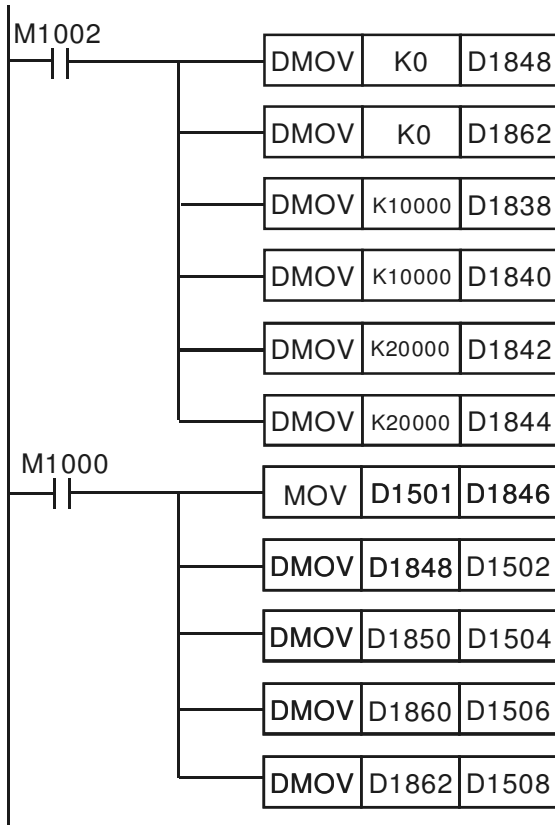 M1002
DMOV K0 D1848
DMOV K0 D1862
DMOV K10000 D1838
DMOV K10000 D1840
DMOV K20000 D1842
DMOV K20000 D1844
M1000
MOV D1501 D1846
DMOV D1848 D1502
DMOV D1850 D1504
DMOV D1860 D1506
DMOV D1862 D1508